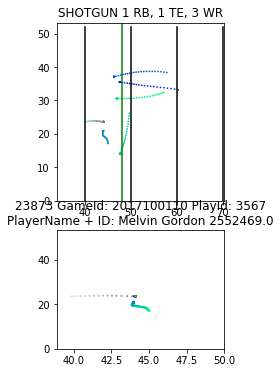 SHOTGUN 1 RB, 1 TE, 3 WR
50
40
30
20
10
0
40 50 60 70
23873 GameId: 2017100110 PlayId: 3567
PlayerName + ID: Melvin Gordon 2552469.0
40
20
0
40.0 42.5 45.0 47.5 50.0